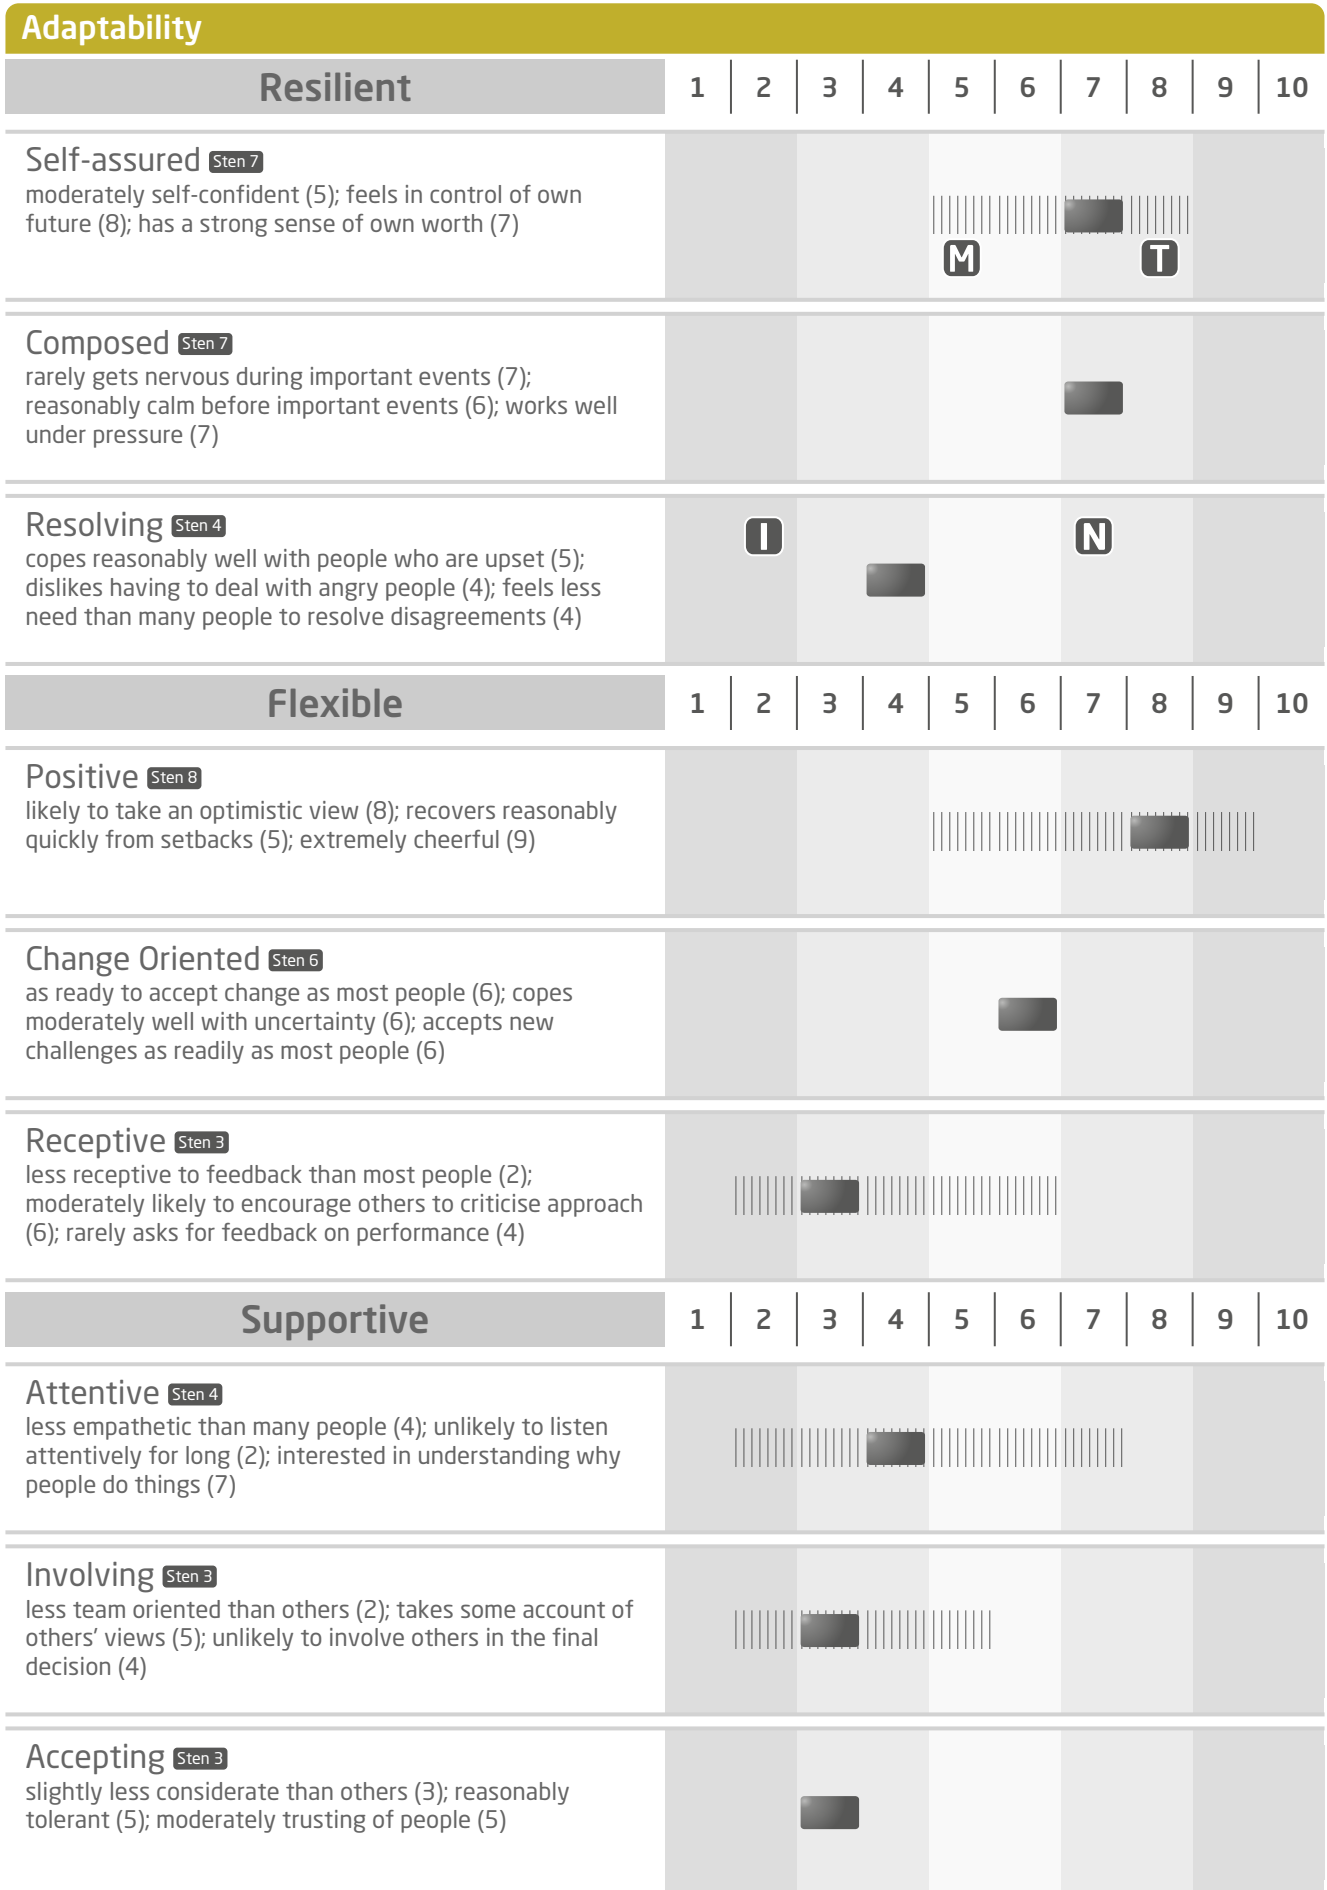 Adaptability
Resilient 1 2 3 4 5 6 7 8 9 10
Self-assured Sten 7
moderately self-confident (5); feels in control of own
future (8); has a strong sense of own worth (7)
M T
Composed Sten 7
rarely gets nervous during important events (7);
reasonably calm before important events (6); works well
under pressure (7)
Resolving Sten 4
I N
copes reasonably well with people who are upset (5);
dislikes having to deal with angry people (4); feels less
need than many people to resolve disagreements (4)
Flexible 1 2 3 4 5 6 7 8 9 10
Positive Sten 8
likely to take an optimistic view (8); recovers reasonably
quickly from setbacks (5); extremely cheerful (9)
Change Oriented Sten 6
as ready to accept change as most people (6); copes
moderately well with uncertainty (6); accepts new
challenges as readily as most people (6)
Receptive Sten 3
less receptive to feedback than most people (2);
moderately likely to encourage others to criticise approach
(6); rarely asks for feedback on performance (4)
Supportive 1 2 3 4 5 6 7 8 9 10
Attentive Sten 4
less empathetic than many people (4); unlikely to listen
attentively for long (2); interested in understanding why
people do things (7)
Involving Sten 3
less team oriented than others (2); takes some account of
others' views (5); unlikely to involve others in the final
decision (4)
Accepting Sten 3
slightly less considerate than others (3); reasonably
tolerant (5); moderately trusting of people (5)